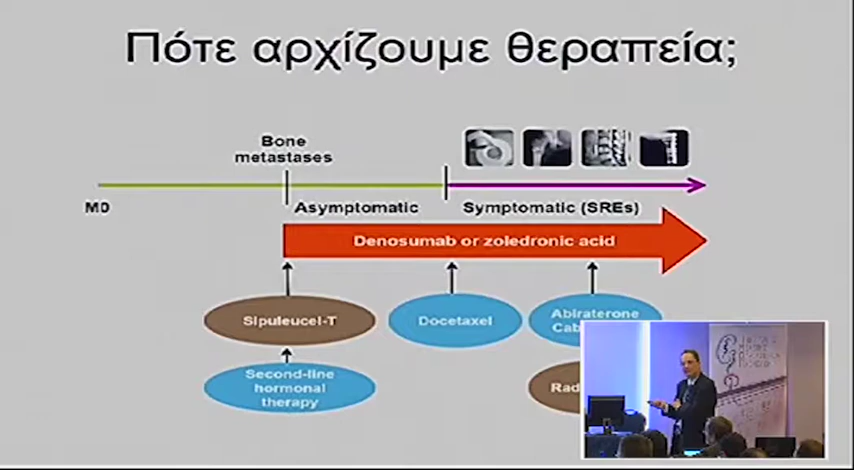 Πότε αρχίζουμε θεραπεία;
Bone
metastases
M0
Asymptomatic
Symptomatic (SREs)
Denosumab or zoledronic acid
Sipuleucel-T
Docetaxel
Abiraterone
Second-line
hormonal
therapy